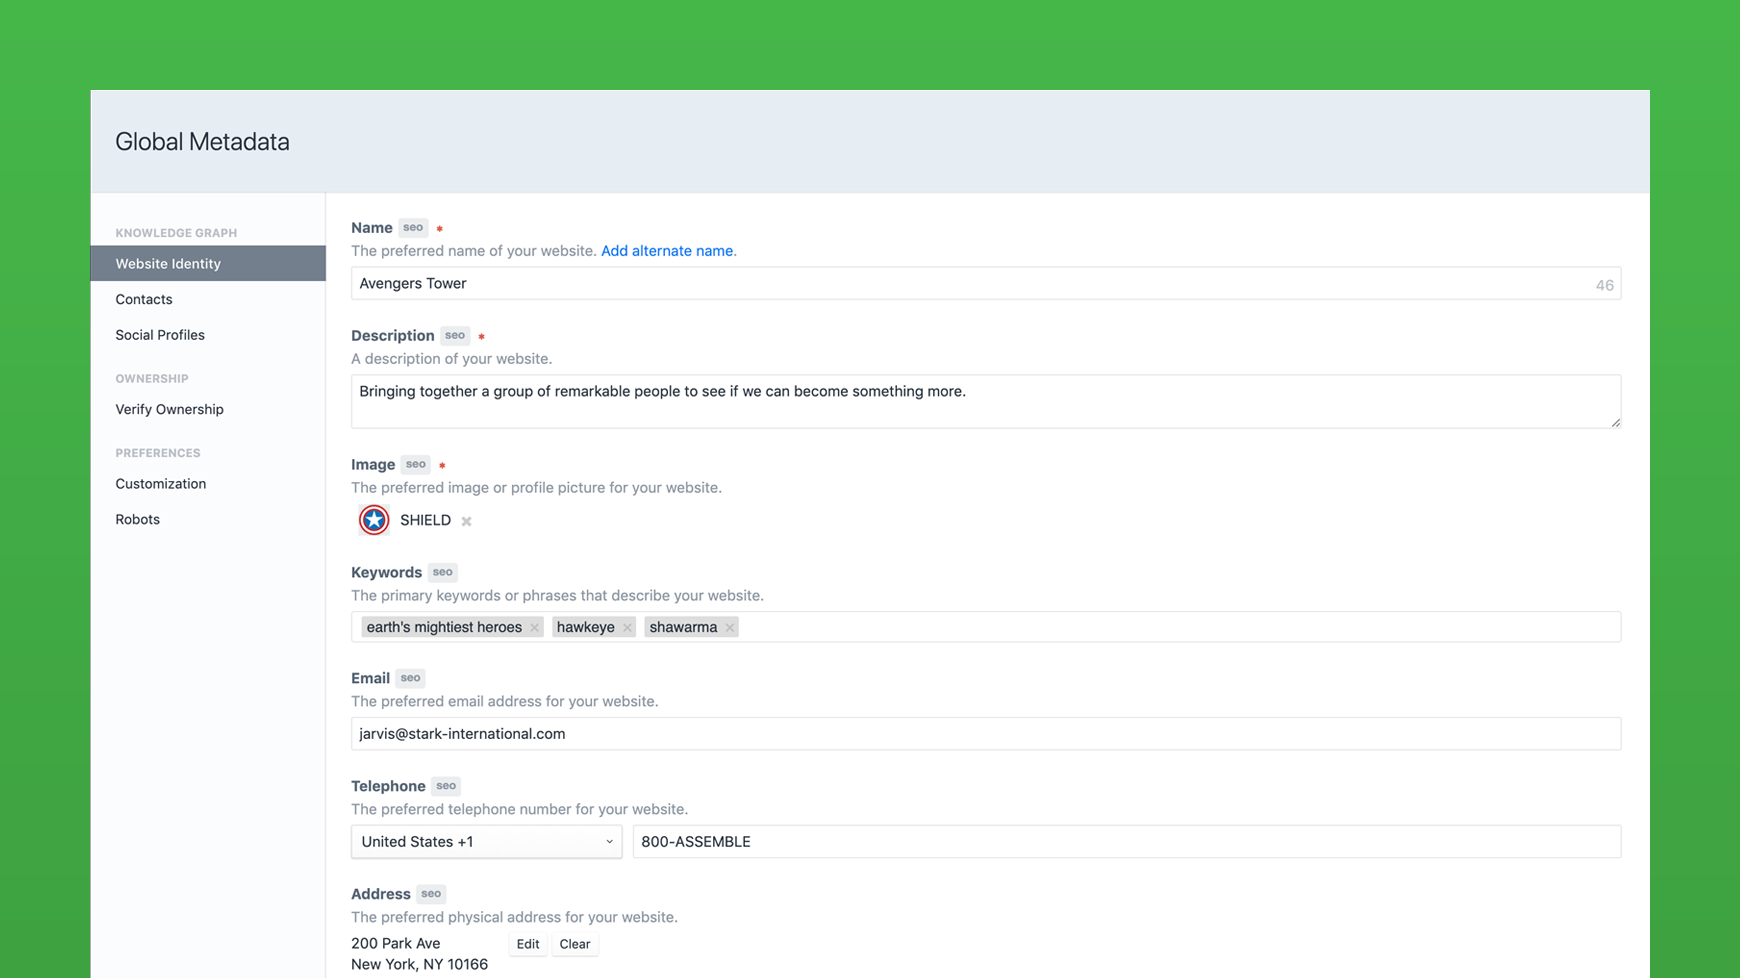 Global Metadata
KNOWLEDGE GRAPH
Website Identity
Contacts
Social Profiles
OWNERSHIP
Verify Ownership
PREFERENCES
Customization
Robots
Name seo *
The preferred name of your website. Add alternate name.
Avengers Tower 46
Description seo *
A description of your website.
Bringing together a group of remarkable people to see if we can become something more.
Image seo *
The preferred image or profile picture for your website.
SHIELD ×
Keywords seo
The primary keywords or phrases that describe your website.
earth's mightiest heroes × hawkeye × shawarma ×
Email seo
The preferred email address for your website.
jarvis@stark-international.com
Telephone seo
The preferred telephone number for your website.
United States +1 800-ASSEMBLE
Address seo
The preferred physical address for your website.
200 Park Ave Edit Clear
New York, NY 10166